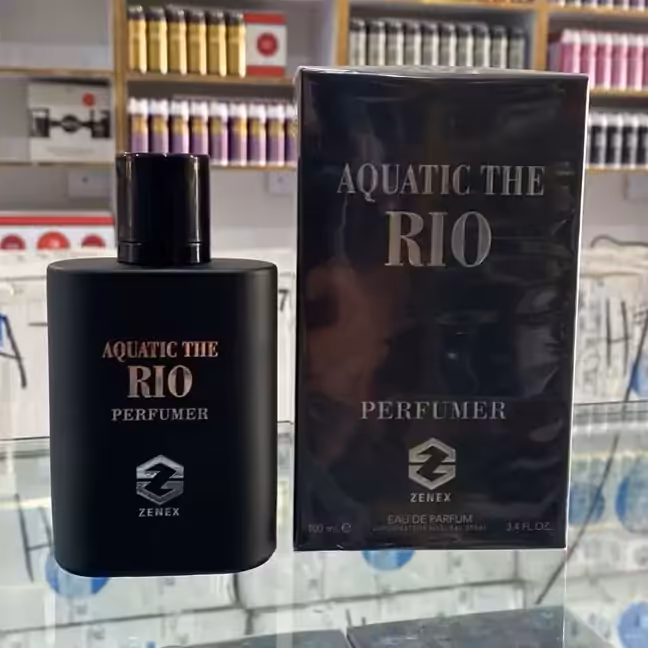 AQUATIC THE
RIO
PERFUMER
ZENEX
AQUATIC THE
RIO
PERFUMER
ZENEX
EAU DE PARFUM
100 ml. e
3.4 FL.OZ.